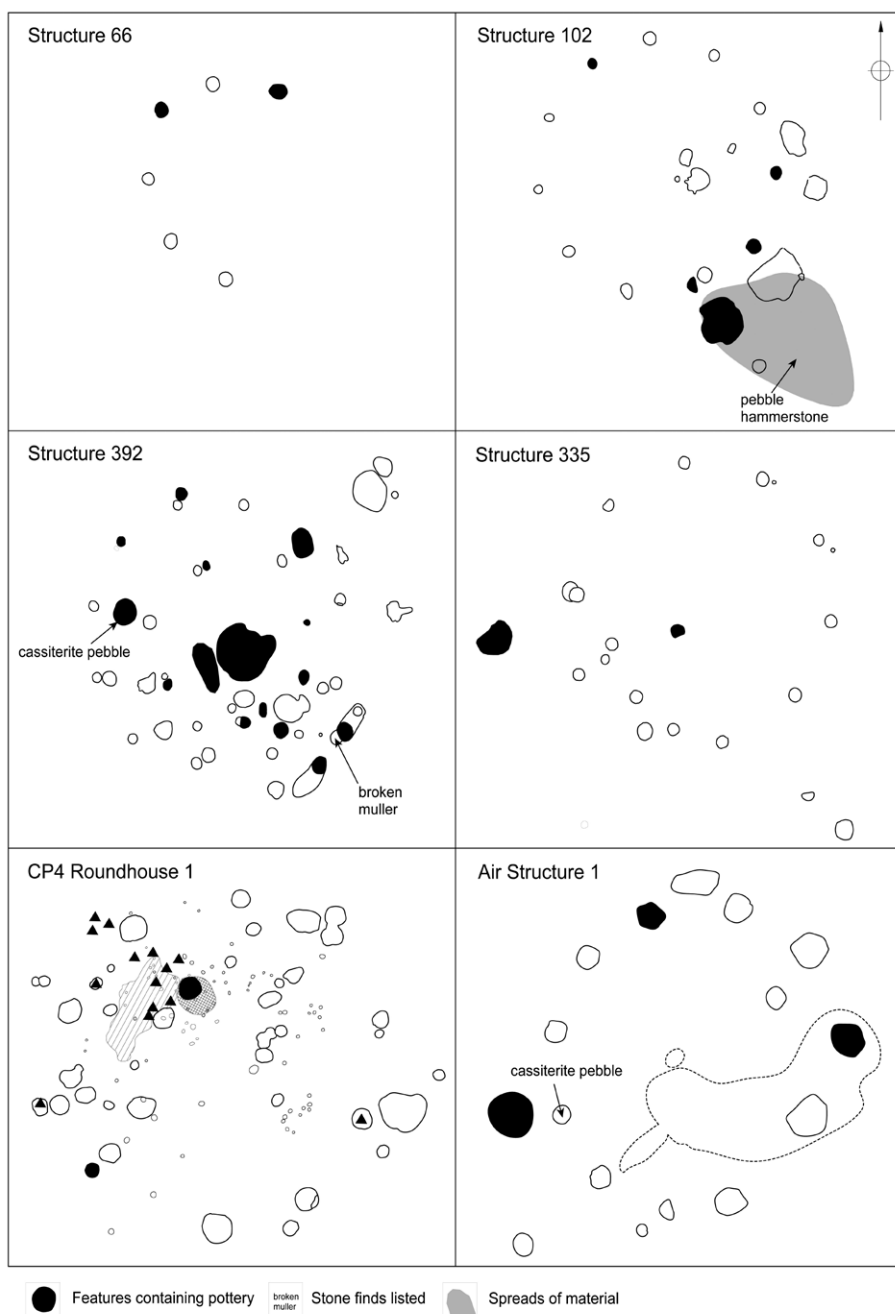 Structure 66
Structure 102
pebble
hammerstone
Structure 392
cassiterite pebble
broken
muller
Structure 335
CP4 Roundhouse 1
Air Structure 1
cassiterite pebble
Features containing pottery
broken
muller
Stone finds listed
Spreads of material